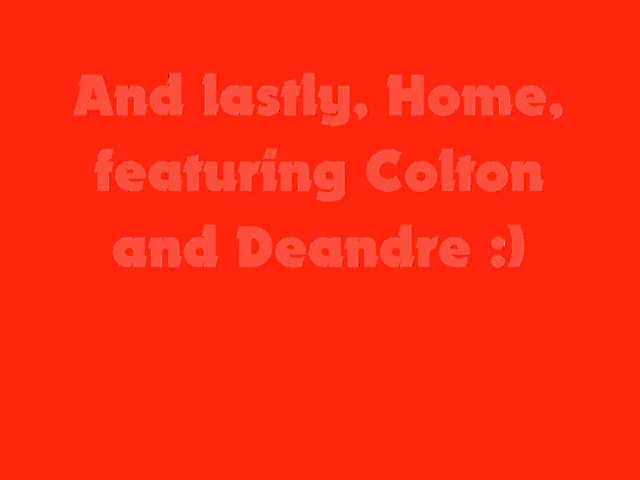 And lastly, Home,
featuring Colton
and Deandre :)